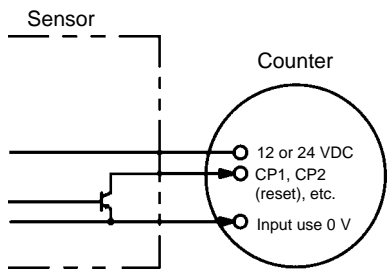 Sensor
Counter
12 or 24 VDC
CP1, CP2
(reset), etc.
Input use 0 V